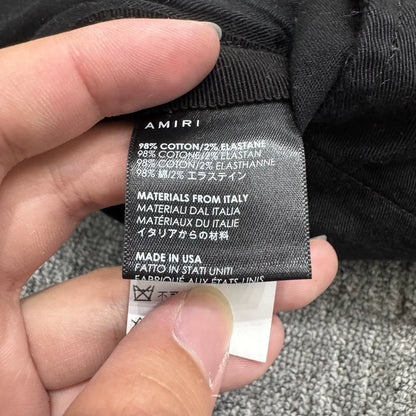 AMIRI
98% COTTON/2% ELASTANE
98% COTONE/2% ELASTAN
98% COTON/2% ELASTHANNE
98% 綿/2% エラステイン
MATERIALS FROM ITALY
MATERIALI DAL ITALIA
MATÉRIAUX DU ITALIE
イタリアからの材料
MADE IN USA
FATTO IN STATI UNITI
FABRIQUÉ AUX ÉTATS UNIS
不